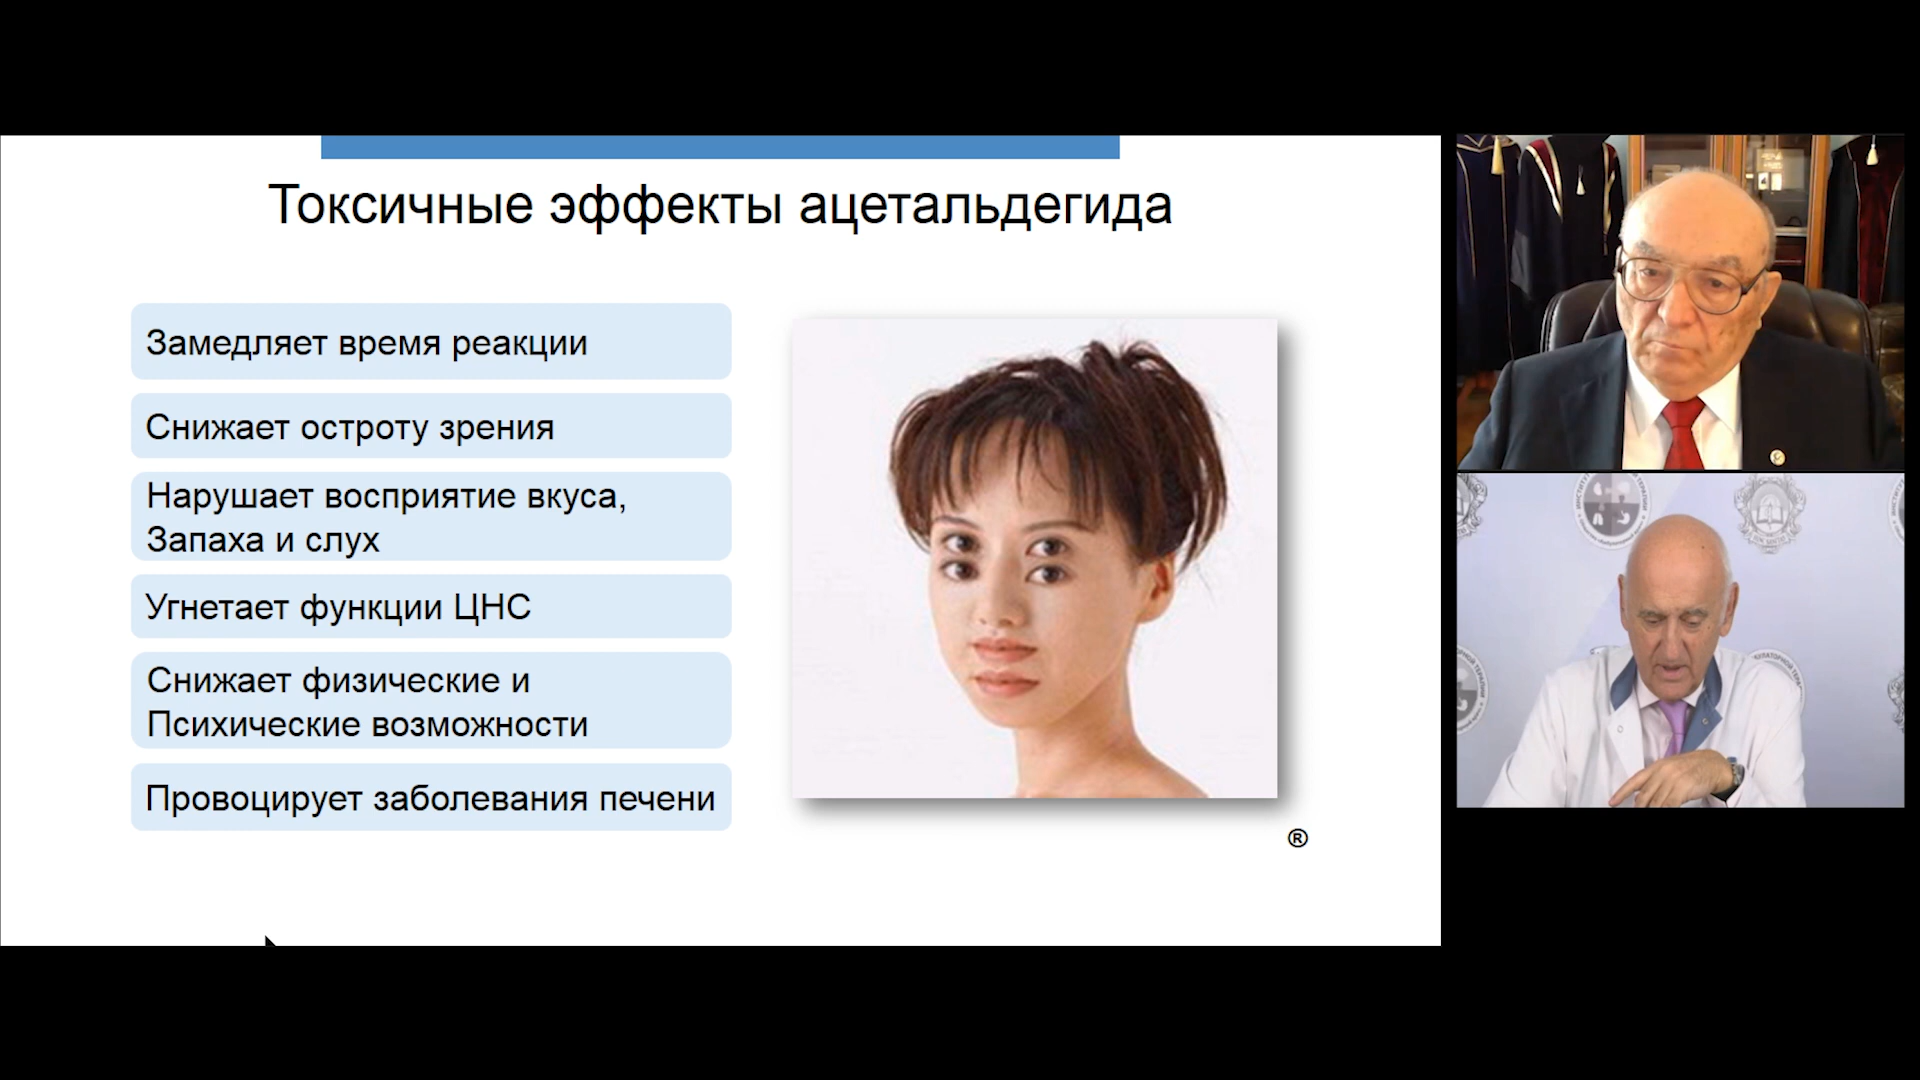 Токсичные эффекты ацетальдегида
Замедляет время реакции
Снижает остроту зрения
Нарушает восприятие вкуса,
Запаха и слух
Угнетает функции ЦНС
Снижает физические и
Психические возможности
Провоцирует заболевания печени
®